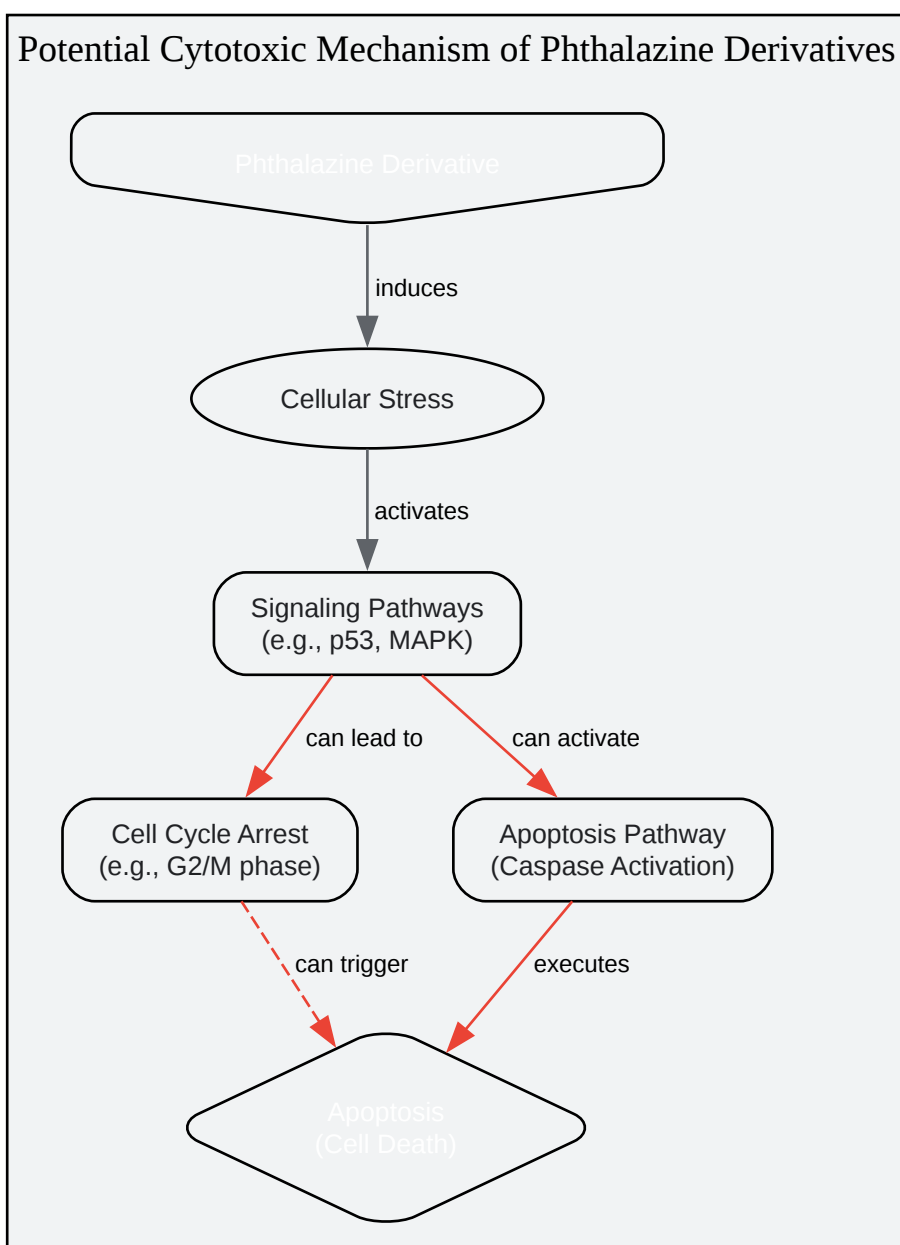 Potential Cytotoxic Mechanism of Phthalazine Derivatives
Phthalazine Derivative
induces
Cellular Stress
activates
Signaling Pathways
(e.g., p53, MAPK)
can lead to
can activate
Cell Cycle Arrest
(e.g., G2/M phase)
Apoptosis Pathway
(Caspase Activation)
can trigger
executes
Apoptosis
(Cell Death)